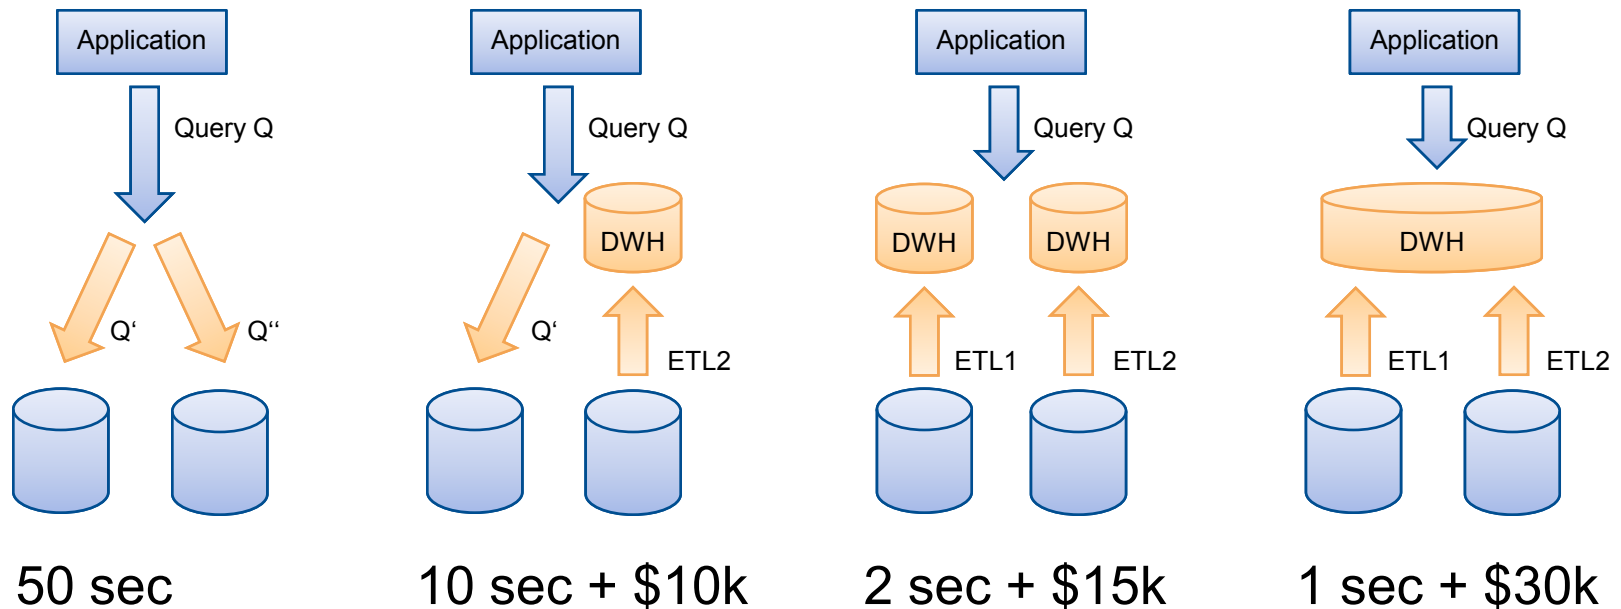 Application
Query Q
Q‘
Q“
50 sec
Application
Query Q
DWH
Q‘
ETL2
10 sec + $10k
Application
Query Q
DWH
DWH
ETL1
ETL2
2 sec + $15k
Application
Query Q
DWH
ETL1
ETL2
1 sec + $30k